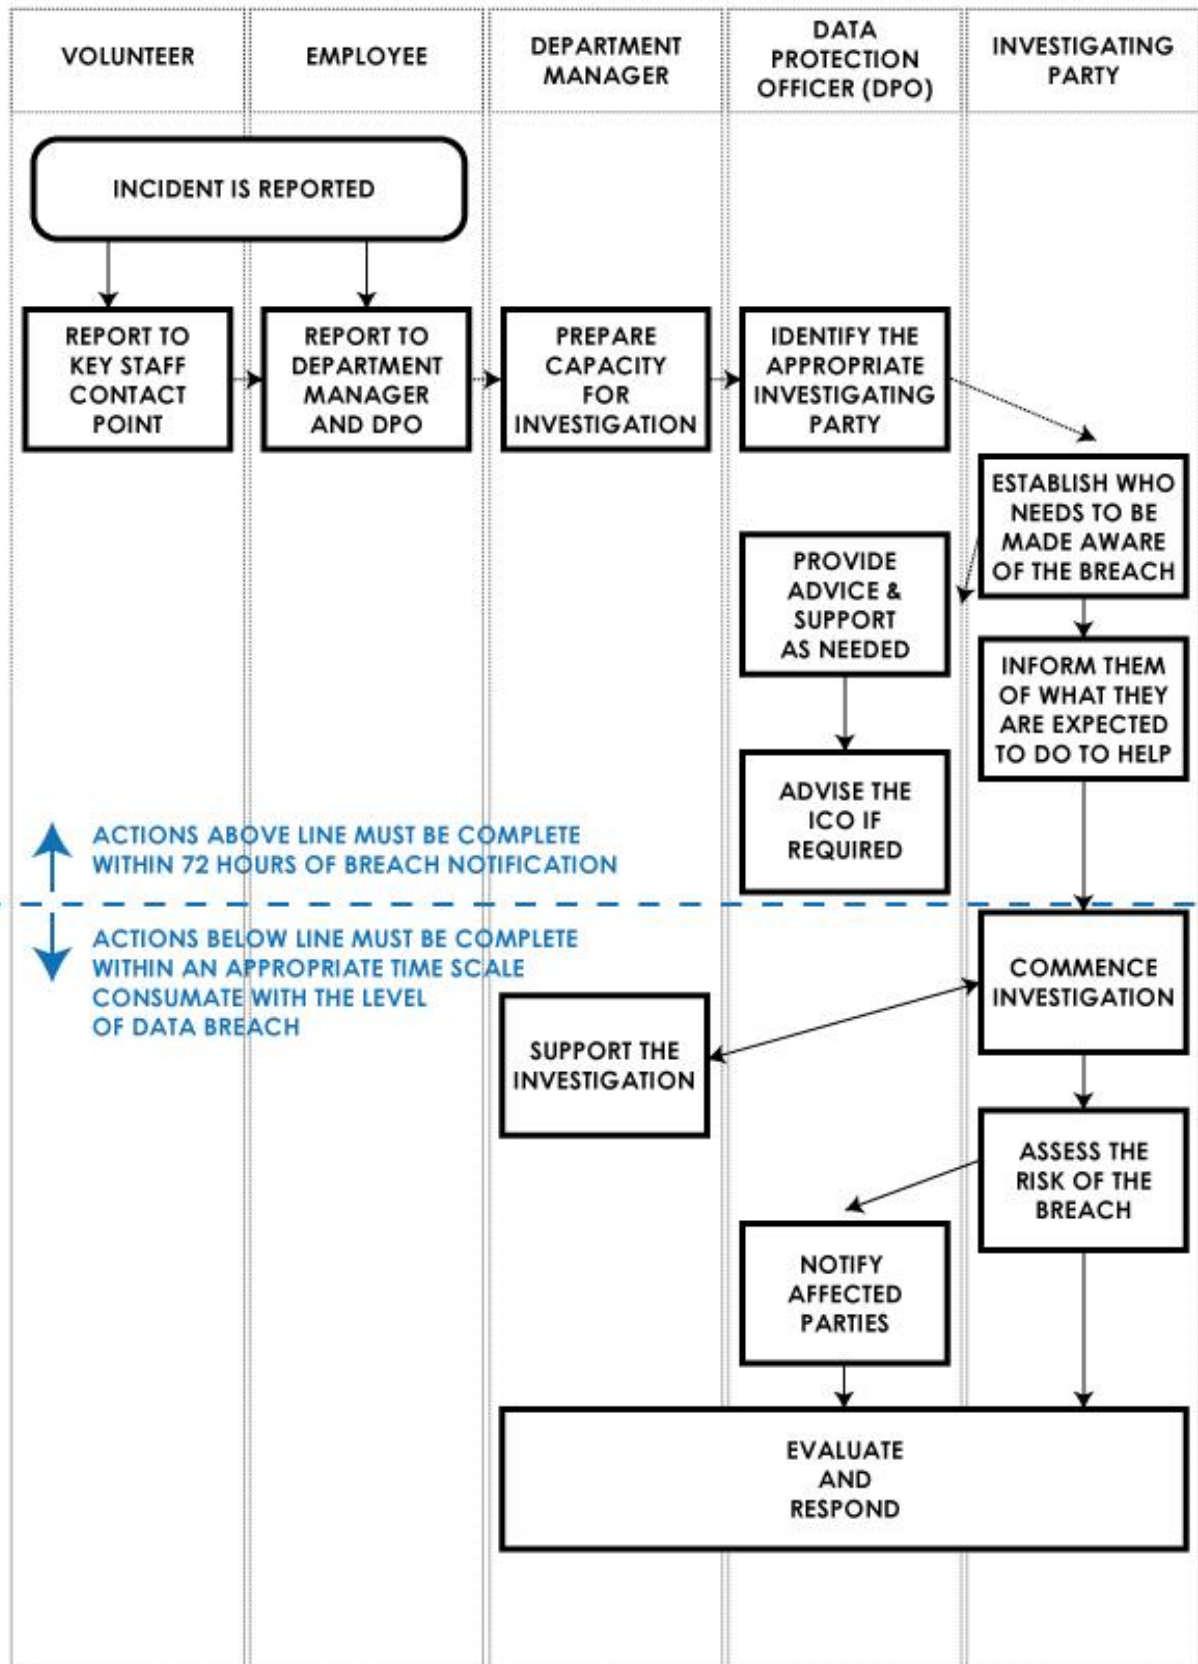 VOLUNTEER
EMPLOYEE
DEPARTMENT
MANAGER
DATA
PROTECTION
OFFICER (DPO)
INVESTIGATING
PARTY
INCIDENT IS REPORTED
REPORT TO
KEY STAFF
CONTACT
POINT
REPORT TO
DEPARTMENT
MANAGER
AND DPO
PREPARE
CAPACITY
FOR
INVESTIGATION
IDENTIFY THE
APPROPRIATE
INVESTIGATING
PARTY
ESTABLISH WHO
NEEDS TO BE
MADE AWARE
OF THE BREACH
PROVIDE
ADVICE &
SUPPORT
AS NEEDED
INFORM THEM
OF WHAT THEY
ARE EXPECTED
TO DO TO HELP
ADVISE THE
ICO IF
REQUIRED
ACTIONS ABOVE LINE MUST BE COMPLETE
WITHIN 72 HOURS OF BREACH NOTIFICATION
ACTIONS BELOW LINE MUST BE COMPLETE
WITHIN AN APPROPRIATE TIME SCALE
CONSUMATE WITH THE LEVEL
OF DATA BREACH
COMMENCE
INVESTIGATION
SUPPORT THE
INVESTIGATION
ASSESS THE
RISK OF THE
BREACH
NOTIFY
AFFECTED
PARTIES
EVALUATE
AND
RESPOND